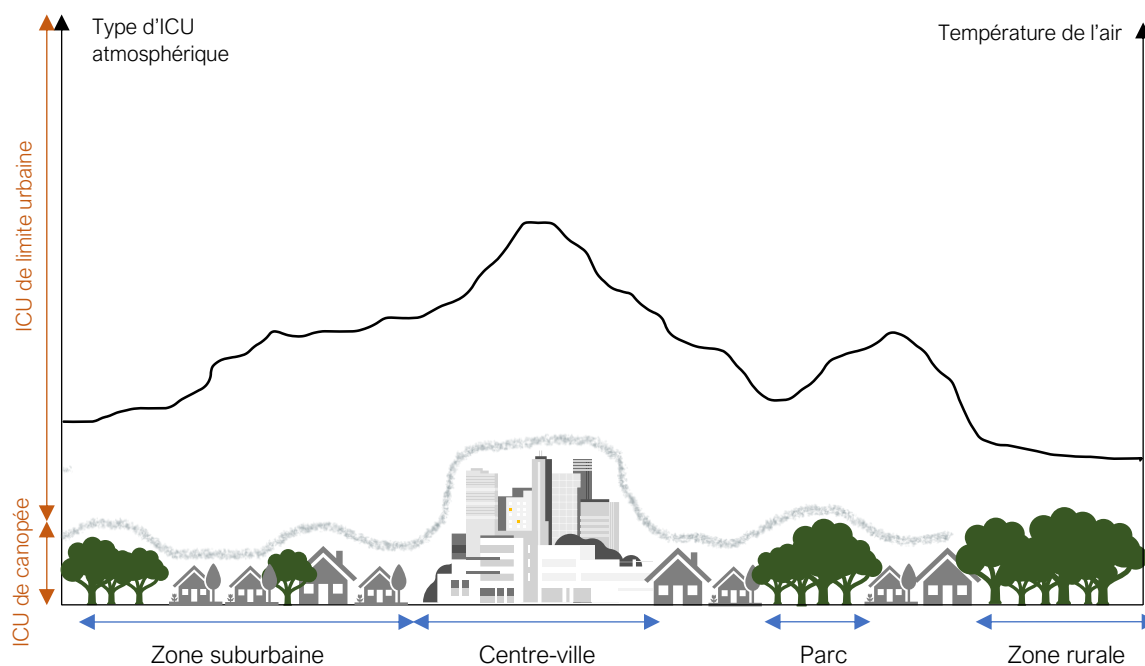 Type d'ICU
atmosphérique
Température de l'air
ICU de limite urbaine
ICU de canopée
Zone suburbaine
Centre-ville
Parc
Zone rurale